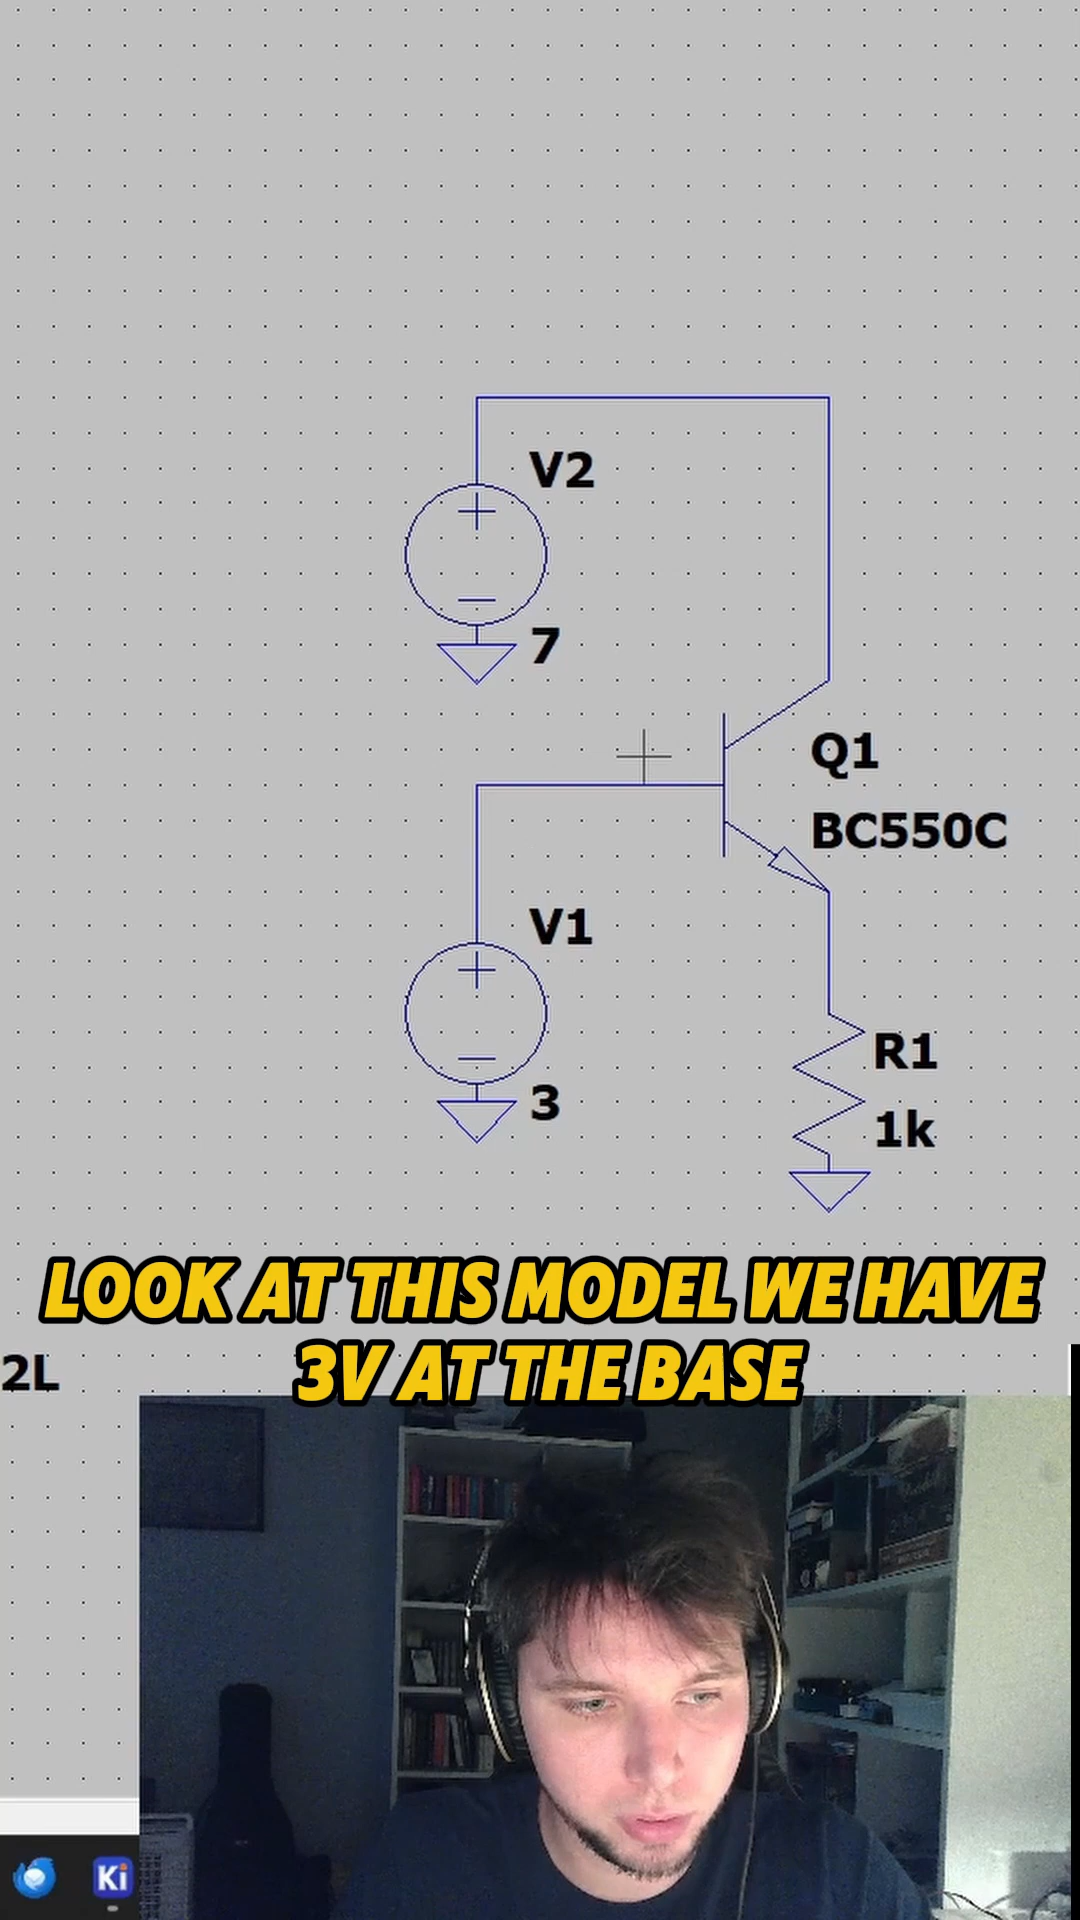 V2
7
Q1
BC550C
V1
3
R1
1k
LOOK AT THIS MODEL WE HAVE
3V AT THE BASE
2L
Ki